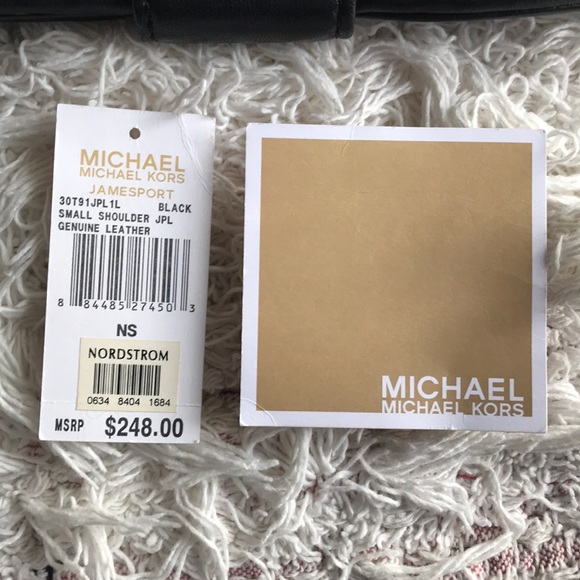 MICHAEL
MICHAEL KORS
JAMESPORT
30T91JPL1L BLACK
SMALL SHOULDER JPL
GENUINE LEATHER
8 84485 27450 3
NS
NORDSTROM
0634 8404 1684
MSRP $248.00
MICHAEL
MICHAEL KORS